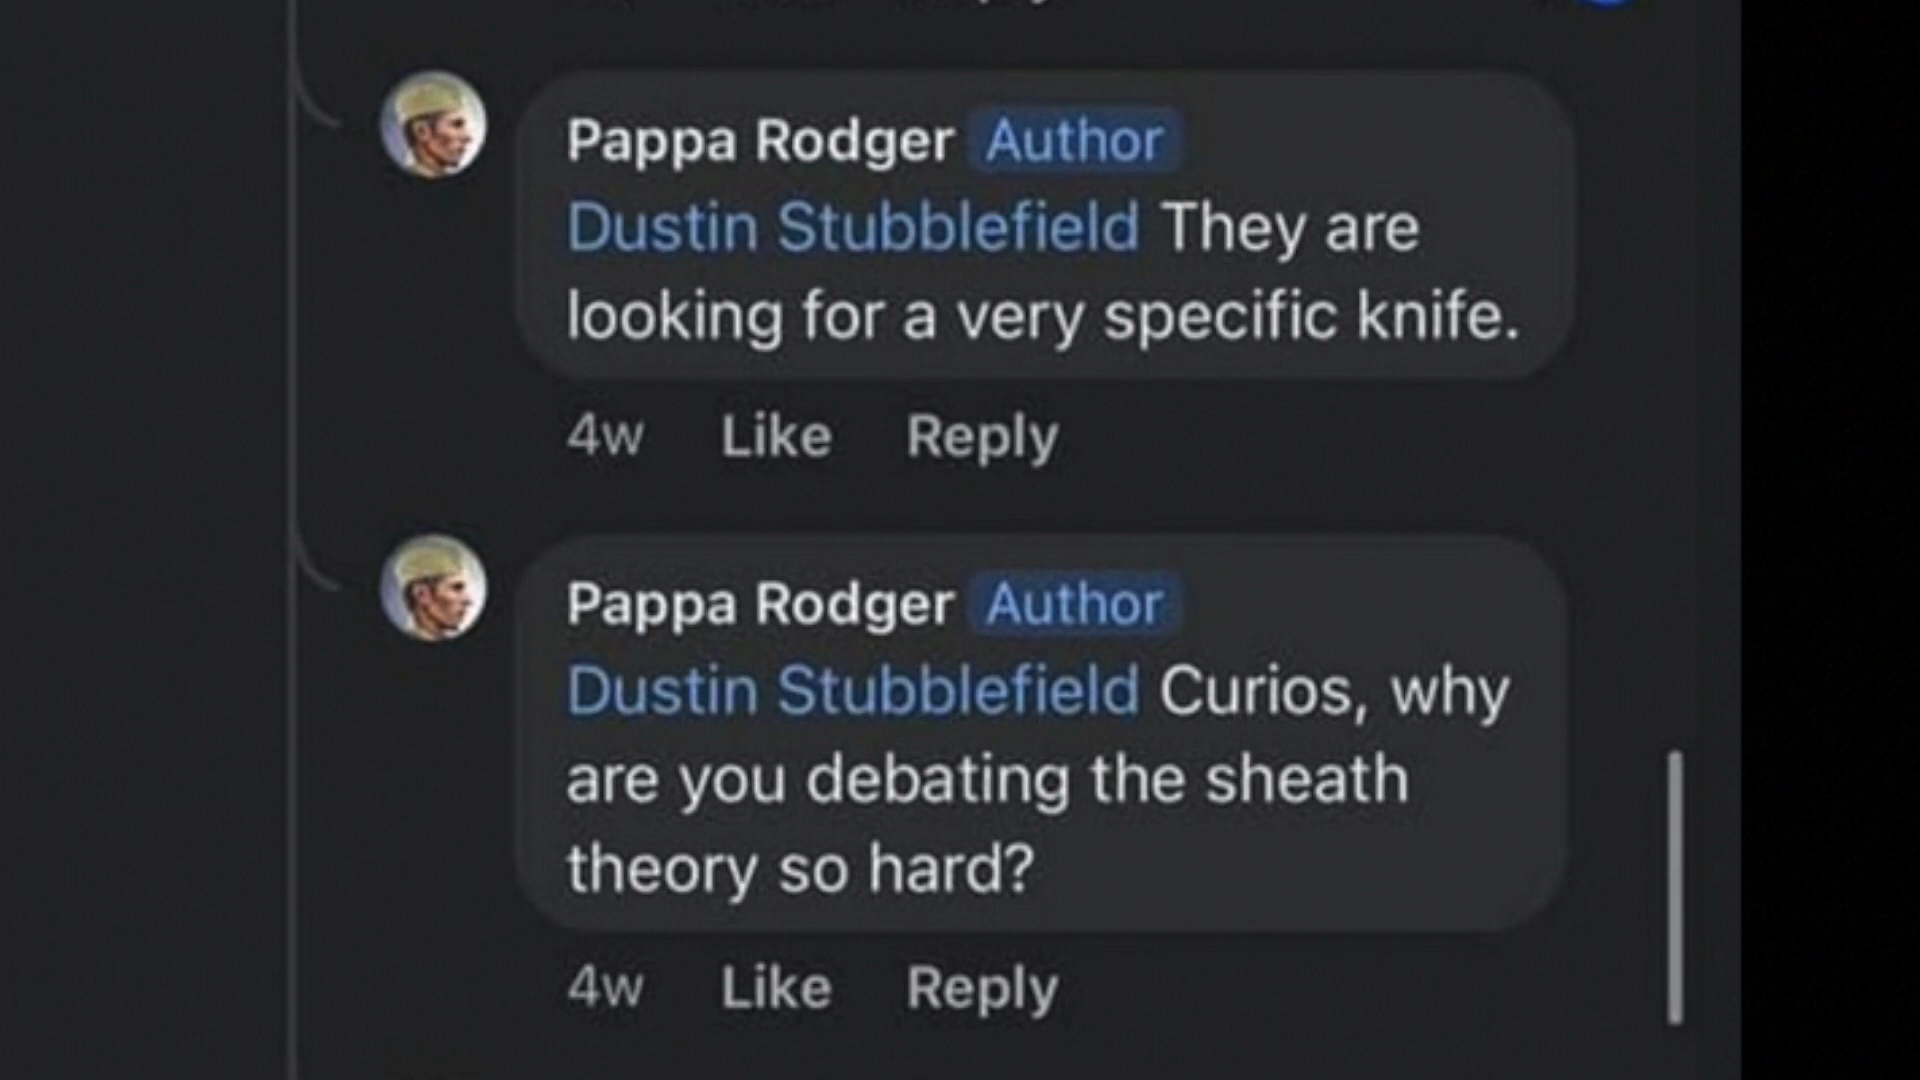 Pappa Rodger Author
Dustin Stubblefield They are
looking for a very specific knife.
4w Like Reply
Pappa Rodger Author
Dustin Stubblefield Curios, why
are you debating the sheath
theory so hard?
4w Like Reply